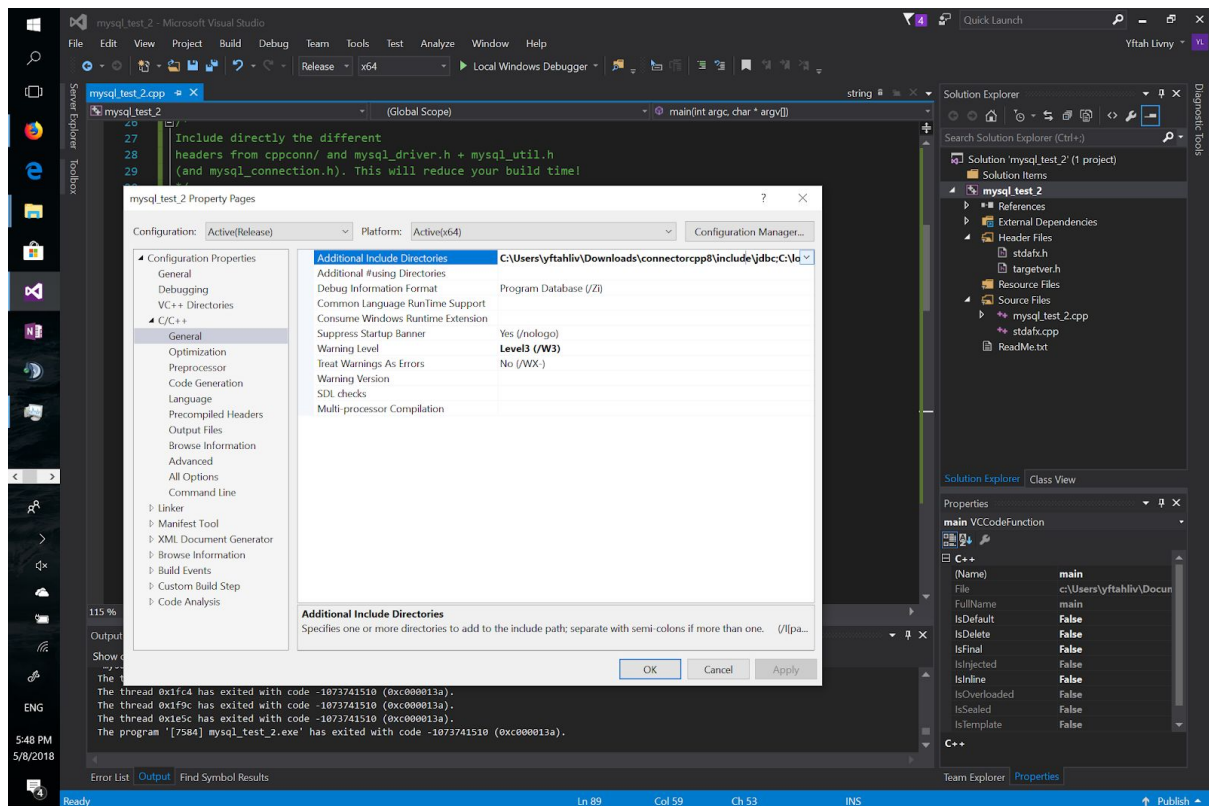 mysql_test_2 - Microsoft Visual Studio
4
Quick Launch
File Edit View Project Build Debug Team Tools Test Analyze Window Help
Yftah Livny
YL
Release x64 Local Windows Debugger
Server Explorer
Toolbox
mysql_test_2.cpp
string
mysql_test_2 (Global Scope) main(int argc, char * argv[])
26 /*
27 Include directly the different
28 headers from cppconn/ and mysql_driver.h + mysql_util.h
29 (and mysql_connection.h). This will reduce your build time!
mysql_test_2 Property Pages
? ×
Configuration: Active(Release) Platform: Active(x64) Configuration Manager...
Configuration Properties
General
Debugging
VC++ Directories
C/C++
General
Optimization
Preprocessor
Code Generation
Language
Precompiled Headers
Output Files
Browse Information
Advanced
All Options
Command Line
Linker
Manifest Tool
XML Document Generator
Browse Information
Build Events
Custom Build Step
Code Analysis
Additional Include Directories C:\Users\yftahliv\Downloads\connectorcpp8\include\jdbc;C:\lo
Additional #using Directories
Debug Information Format Program Database (/Zi)
Common Language RunTime Support
Consume Windows Runtime Extension
Suppress Startup Banner Yes (/nologo)
Warning Level Level3 (/W3)
Treat Warnings As Errors No (/WX-)
Warning Version
SDL checks
Multi-processor Compilation
Additional Include Directories
Specifies one or more directories to add to the include path; separate with semi-colons if more than one. (/I[pa...
OK Cancel Apply
115 %
Output
Show
The t
The thread 0x1fc4 has exited with code -1073741510 (0xc000013a).
The thread 0x1f9c has exited with code -1073741510 (0xc000013a).
The thread 0x1e5c has exited with code -1073741510 (0xc000013a).
The program '[7584] mysql_test_2.exe' has exited with code -1073741510 (0xc000013a).
Error List Output Find Symbol Results
Solution Explorer
Search Solution Explorer (Ctrl+;)
Solution 'mysql_test_2' (1 project)
Solution Items
mysql_test_2
References
External Dependencies
Header Files
stdafx.h
targetver.h
Resource Files
Source Files
mysql_test_2.cpp
stdafx.cpp
ReadMe.txt
Solution Explorer Class View
Properties
main VCCodeFunction
C++
(Name) main
File c:\Users\yftahliv\Docum
FullName main
IsDefault False
IsDelete False
IsFinal False
IsInjected False
IsInline False
IsOverloaded False
IsSealed False
IsTemplate False
C++
Team Explorer Properties
Diagnostic Tools
ENG
5:48 PM
5/8/2018
4
Ready Ln 89 Col 59 Ch 53 INS Publish